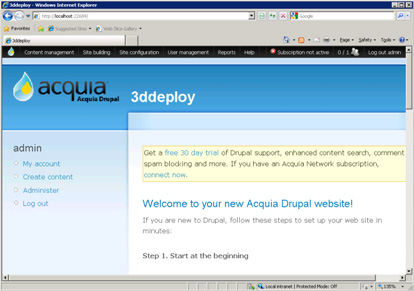 3ddeploy - Windows Internet Explorer
http://localhost:22684/
Google
Favorites Suggested Sites Web Slice Gallery
3ddeploy
Page Safety Tools
Content management Site building Site configuration User management Reports Help Subscription not active 0 / 1 Log out admin
acquia
Acquia Drupal
3ddeploy
admin
My account
Create content
Administer
Log out
Get a free 30 day trial of Drupal support, enhanced content search, comment
spam blocking and more. If you have an Acquia Network subscription,
connect now.
Welcome to your new Acquia Drupal website!
If you are new to Drupal, follow these steps to set up your web site in
minutes:
Step 1. Start at the beginning
Local intranet | Protected Mode: Off
135%